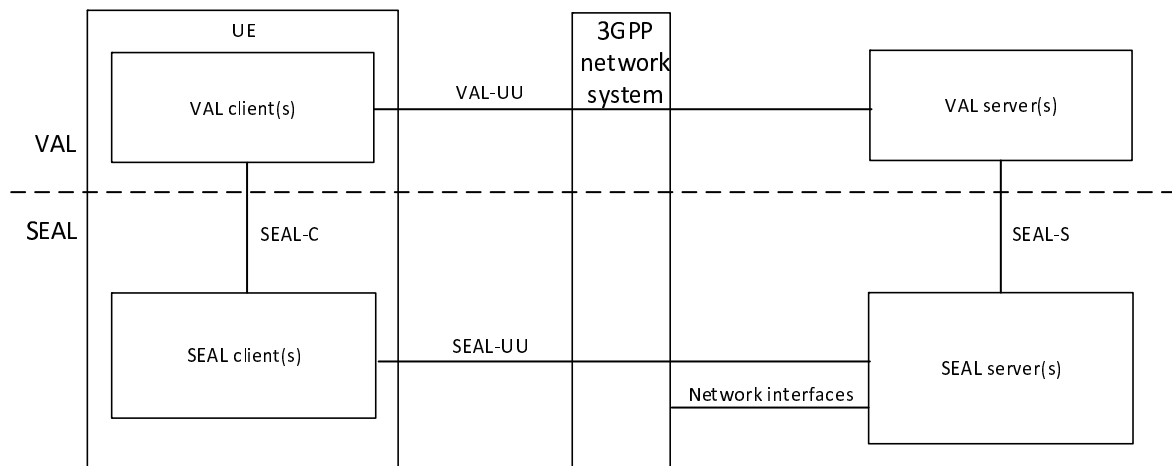 UE
3GPP
network
system
VAL client(s)
VAL-UU
VAL server(s)
VAL
SEAL
SEAL-C
SEAL-S
SEAL client(s)
SEAL-UU
SEAL server(s)
Network interfaces